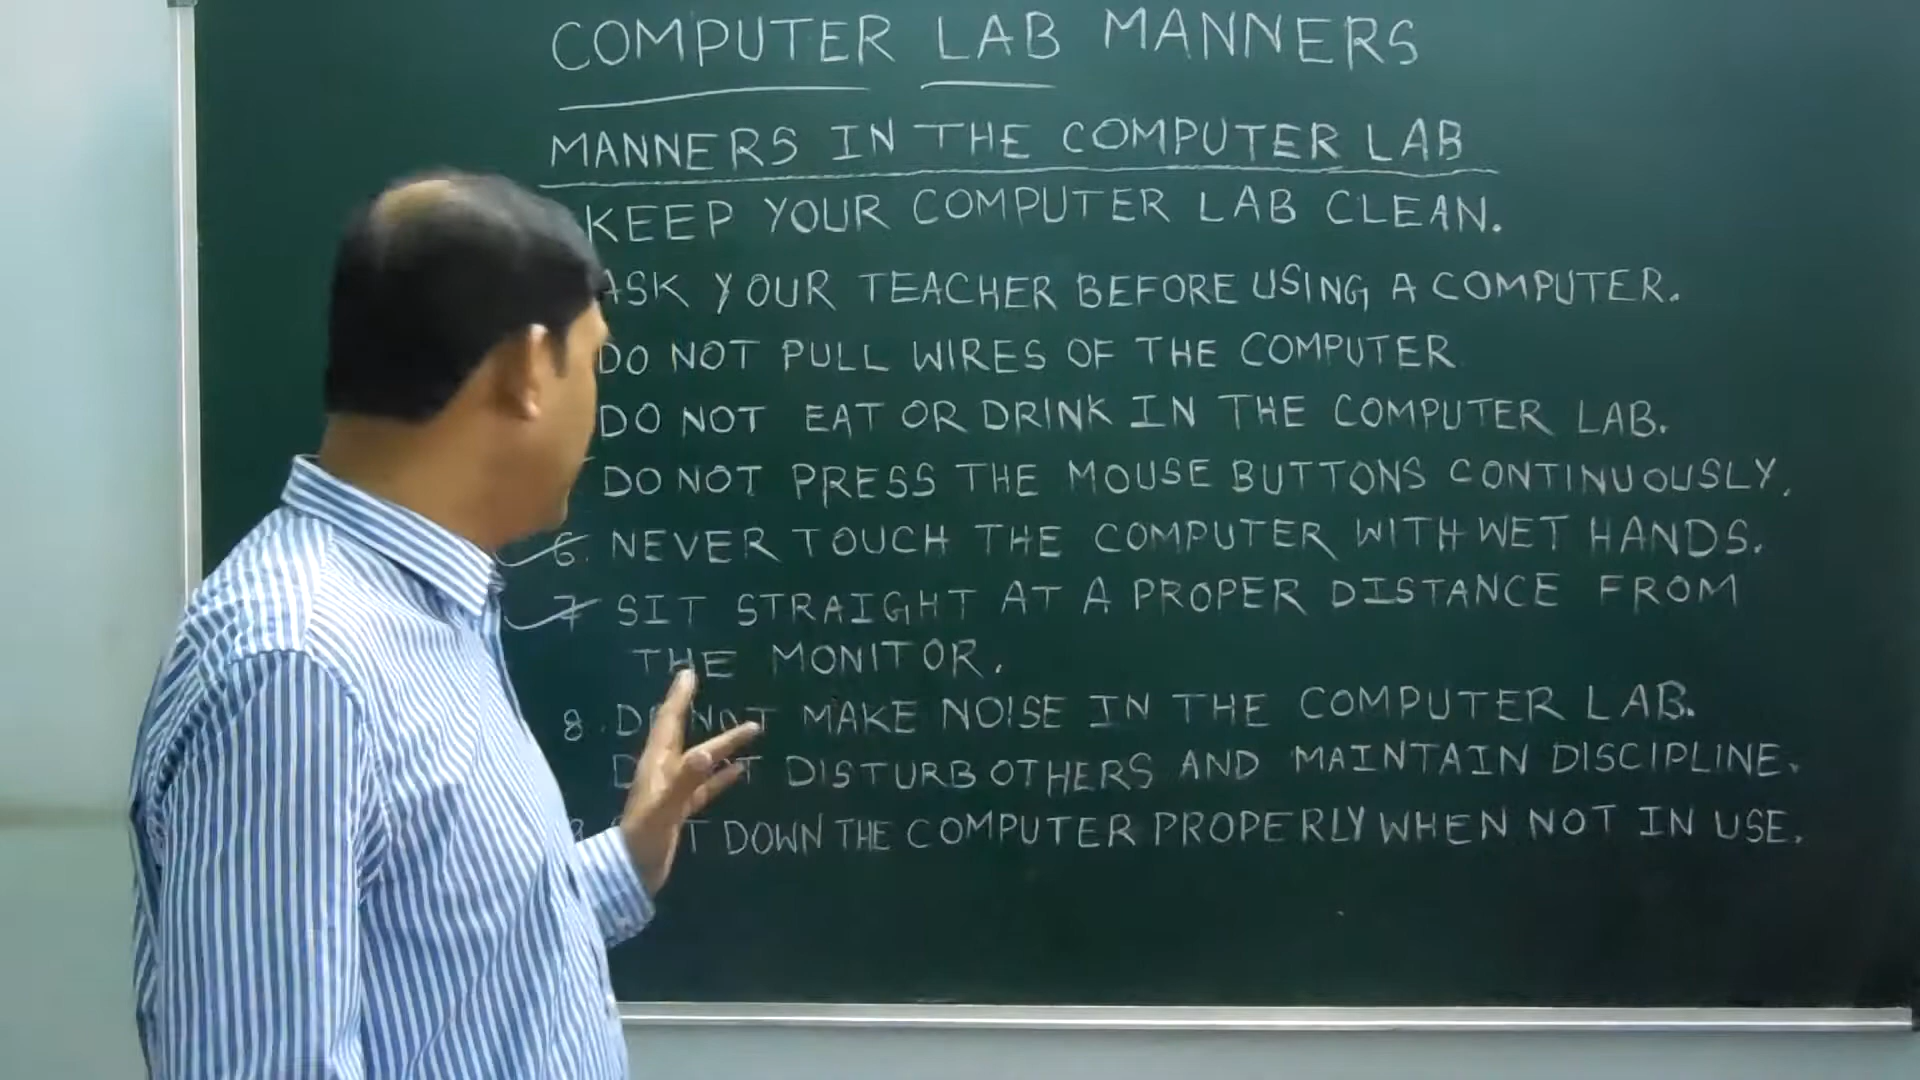 COMPUTER LAB MANNERS
MANNERS IN THE COMPUTER LAB
KEEP YOUR COMPUTER LAB CLEAN.
ASK YOUR TEACHER BEFORE USING A COMPUTER.
DO NOT PULL WIRES OF THE COMPUTER
DO NOT EAT OR DRINK IN THE COMPUTER LAB.
DO NOT PRESS THE MOUSE BUTTONS CONTINUOUSLY.
6. NEVER TOUCH THE COMPUTER WITH WET HANDS.
7 SIT STRAIGHT AT A PROPER DISTANCE FROM
THE MONITOR.
8. DO NOT MAKE NOISE IN THE COMPUTER LAB.
DISTURB OTHERS AND MAINTAIN DISCIPLINE.
DOWN THE COMPUTER PROPERLY WHEN NOT IN USE.